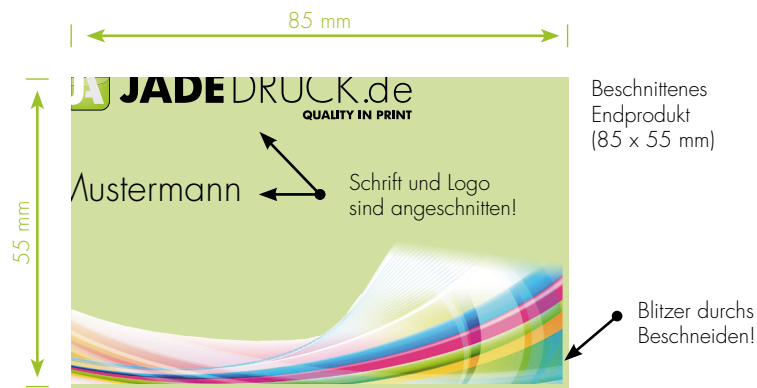 85 mm
JADEDRUCK.de
QUALITY IN PRINT
Beschnittenes
Endprodukt
(85 x 55 mm)
Mustermann
Schrift und Logo
sind angeschnitten!
55 mm
Blitzer durchs
Beschneiden!